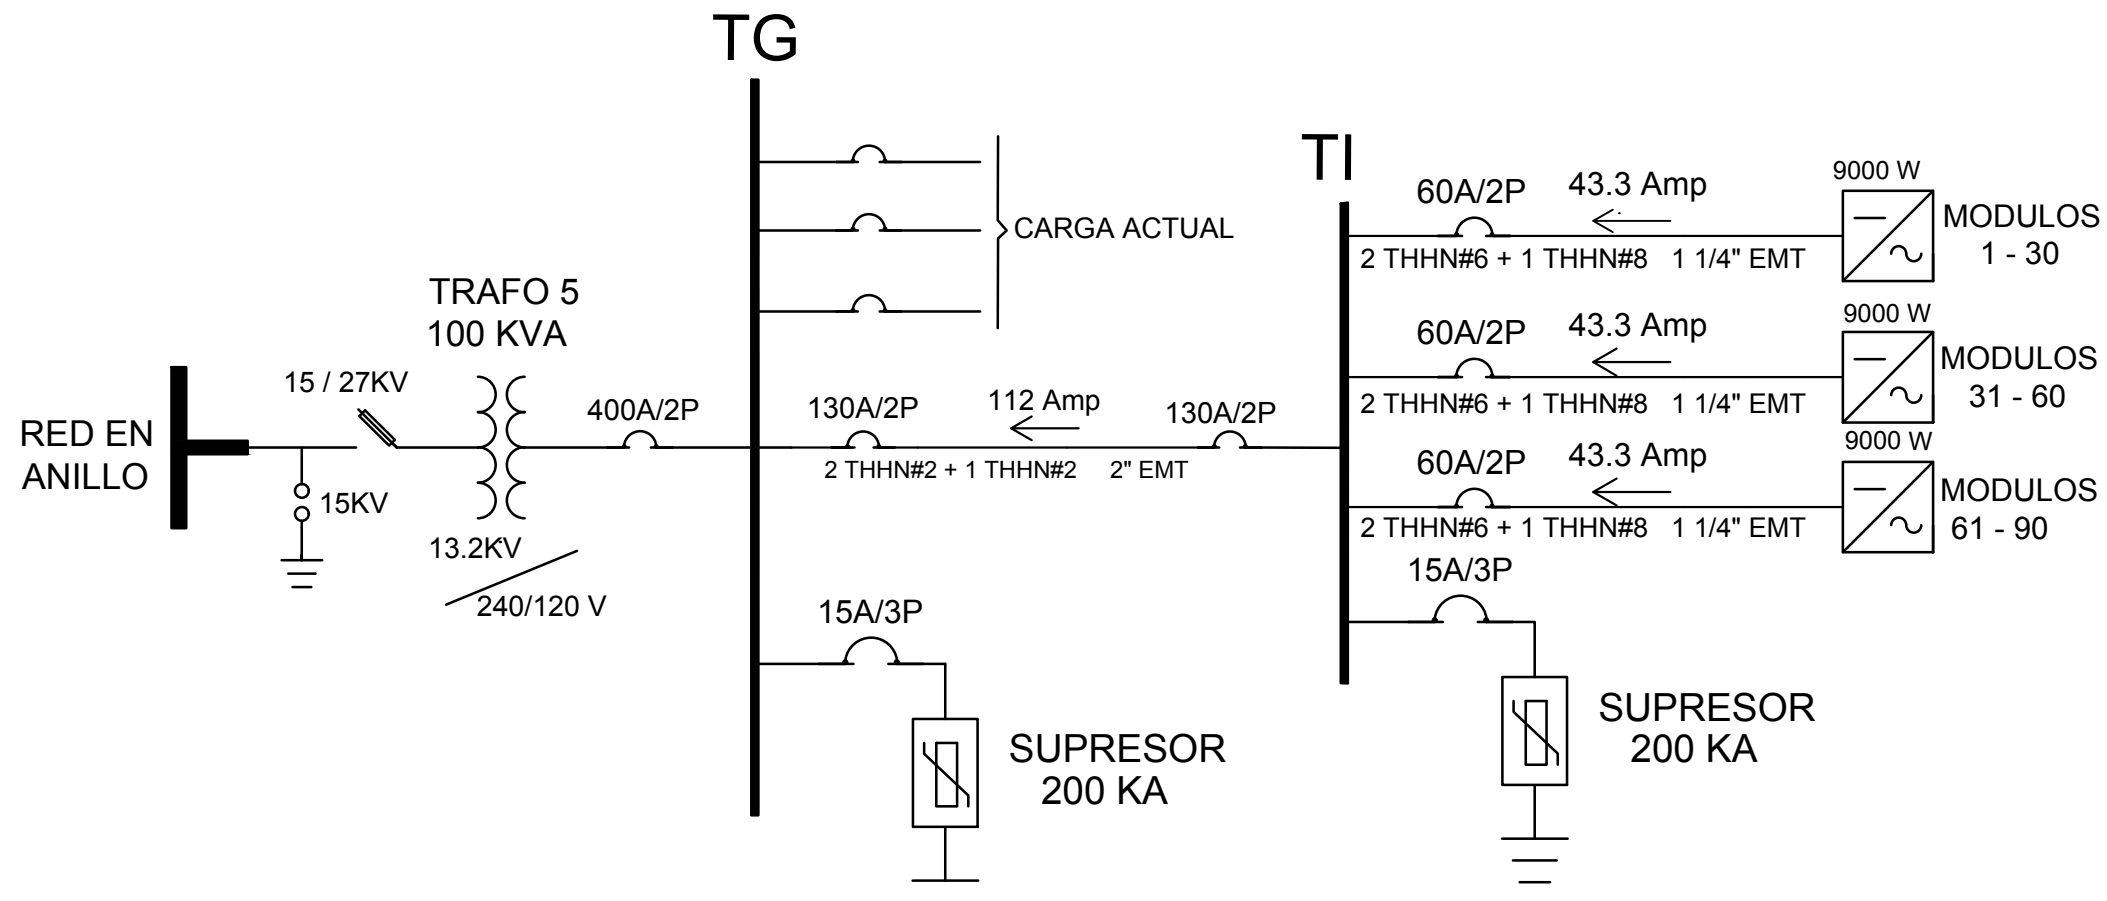 TG
TI
CARGA ACTUAL
60A/2P
43.3 Amp
9000 W
MODULOS
1 - 30
2 THHN#6 + 1 THHN#8 1 1/4" EMT
60A/2P
43.3 Amp
9000 W
MODULOS
31 - 60
2 THHN#6 + 1 THHN#8 1 1/4" EMT
60A/2P
43.3 Amp
9000 W
MODULOS
61 - 90
2 THHN#6 + 1 THHN#8 1 1/4" EMT
TRAFO 5
100 KVA
15 / 27KV
RED EN
ANILLO
15KV
13.2KV
240/120 V
400A/2P
130A/2P
112 Amp
130A/2P
2 THHN#2 + 1 THHN#2 2" EMT
15A/3P
SUPRESOR
200 KA
15A/3P
SUPRESOR
200 KA